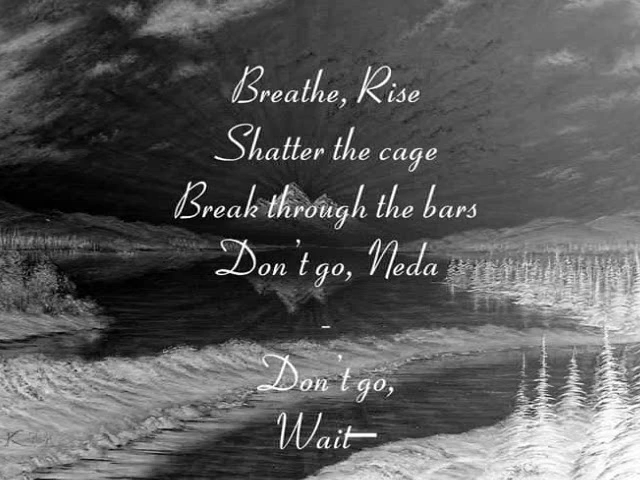 Breathe, Rise
Shatter the cage
Break through the bars
Don't go, Neda
-
Don't go,
Wait—